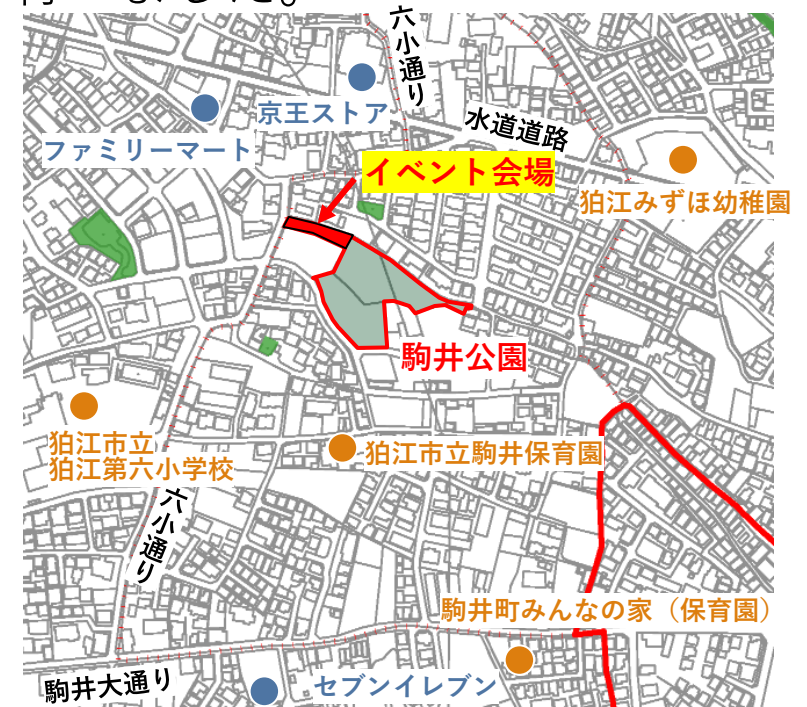 六小通り
京王ストア
ファミリーマート
水道道路
イベント会場
狛江みずほ幼稚園
駒井公園
狛江市立
狛江第六小学校
狛江市立駒井保育園
六小通り
駒井町みんなの家（保育園）
駒井大通り
セブンイレブン